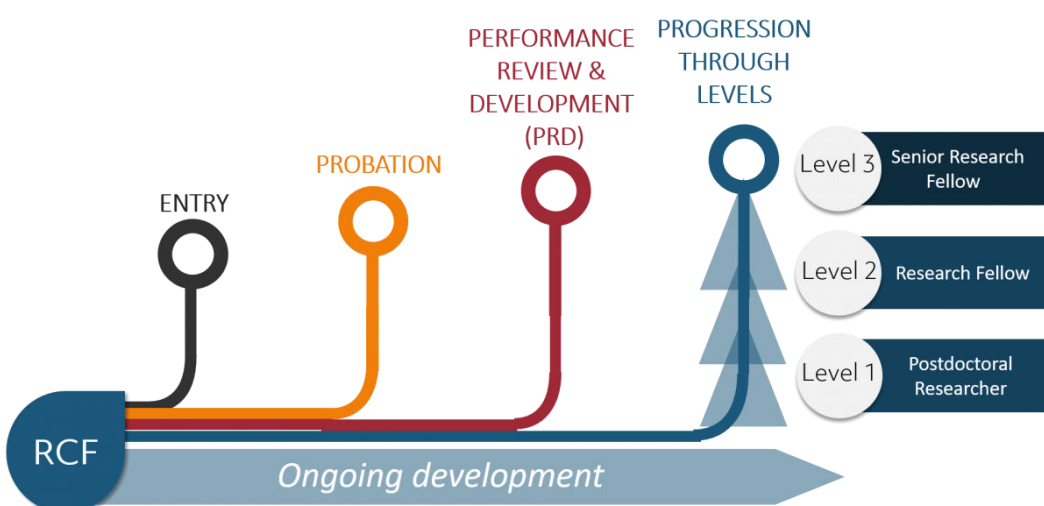 PERFORMANCE
REVIEW &
DEVELOPMENT
(PRD)
PROGRESSION
THROUGH
LEVELS
PROBATION
ENTRY
Level 3
Senior Research
Fellow
Level 2
Research Fellow
Level 1
Postdoctoral
Researcher
RCF
Ongoing development